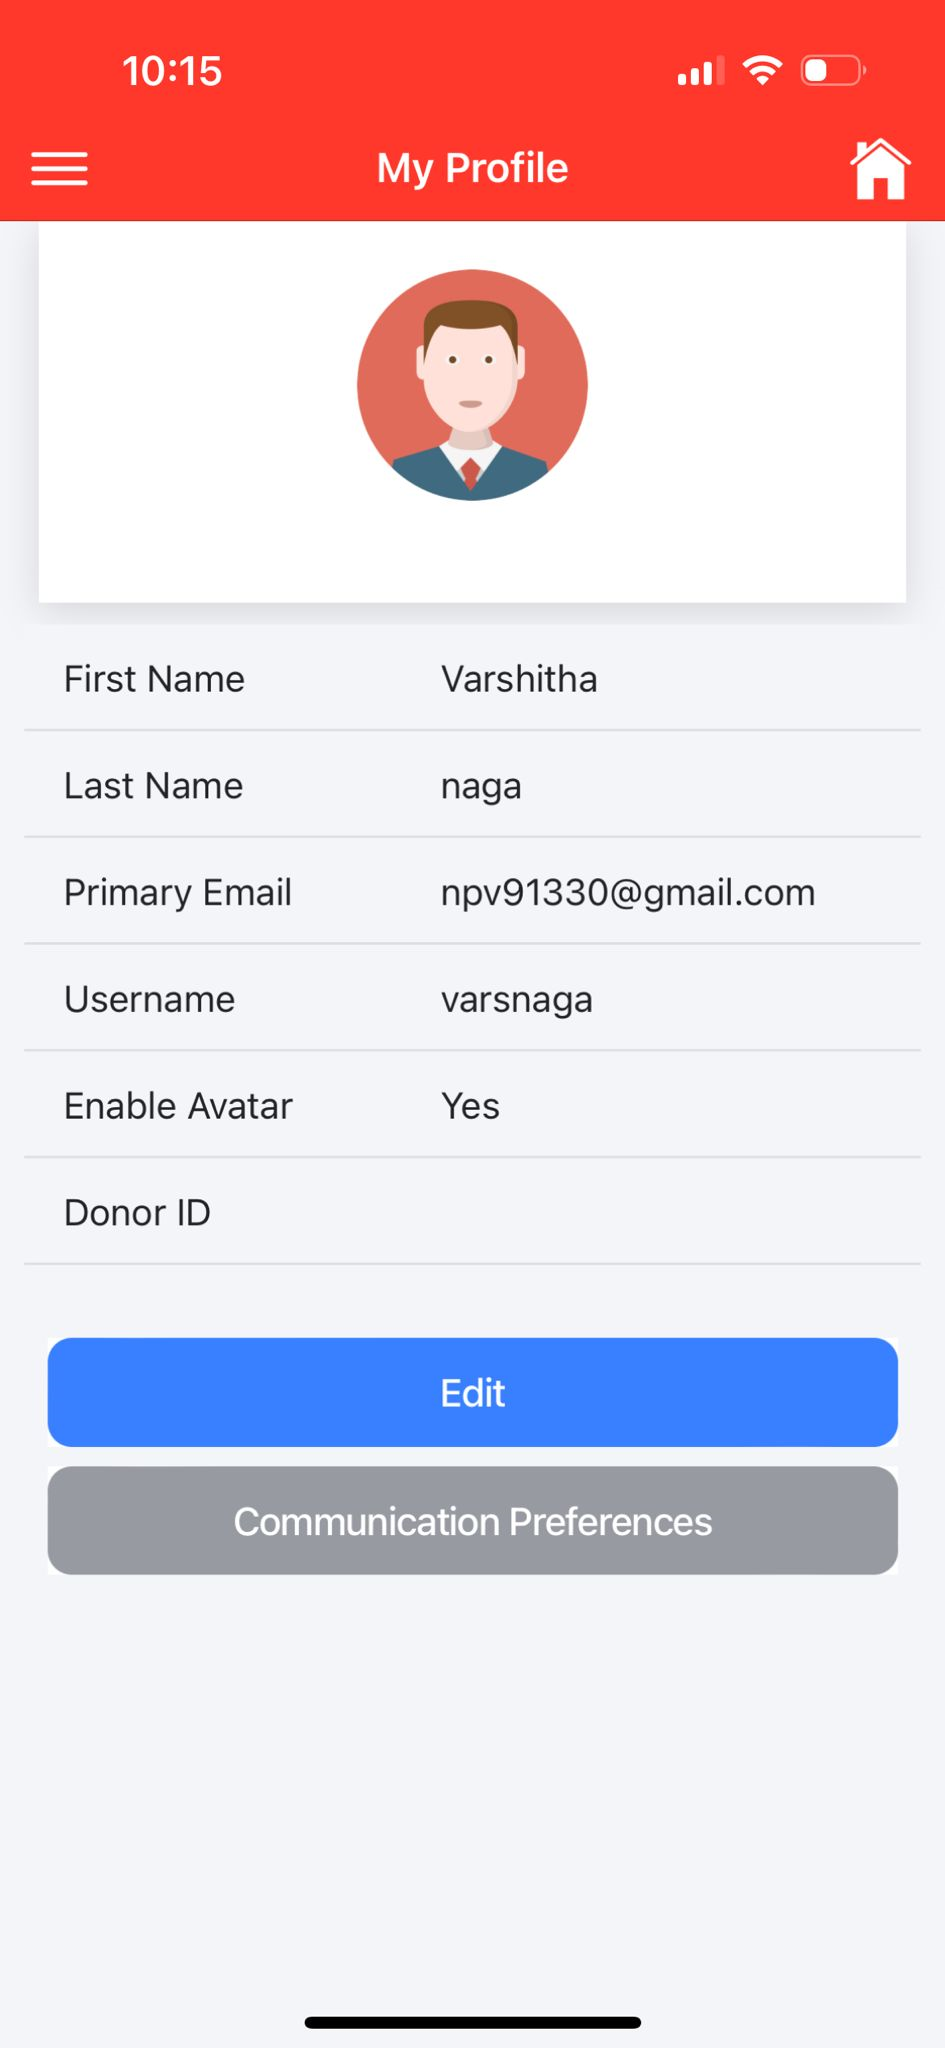 10:15
My Profile
First Name Varshitha
Last Name naga
Primary Email npv91330@gmail.com
Username varsnaga
Enable Avatar Yes
Donor ID
Edit
Communication Preferences